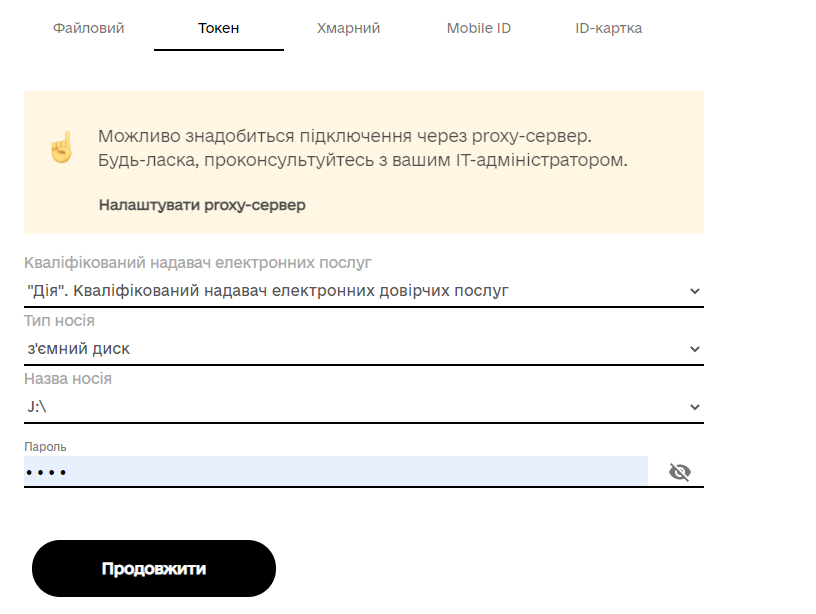 Файловий
Токен
Хмарний
Mobile ID
ID-картка
Можливо знадобиться підключення через proxy-сервер.
Будь-ласка, проконсультуйтесь з вашим ІТ-адміністратором.
Налаштувати proxy-сервер
Кваліфікований надавач електронних послуг
"Дія". Кваліфікований надавач електронних довірчих послуг
Тип носія
з'ємний диск
Назва носія
J:\
Пароль
••••
Продовжити